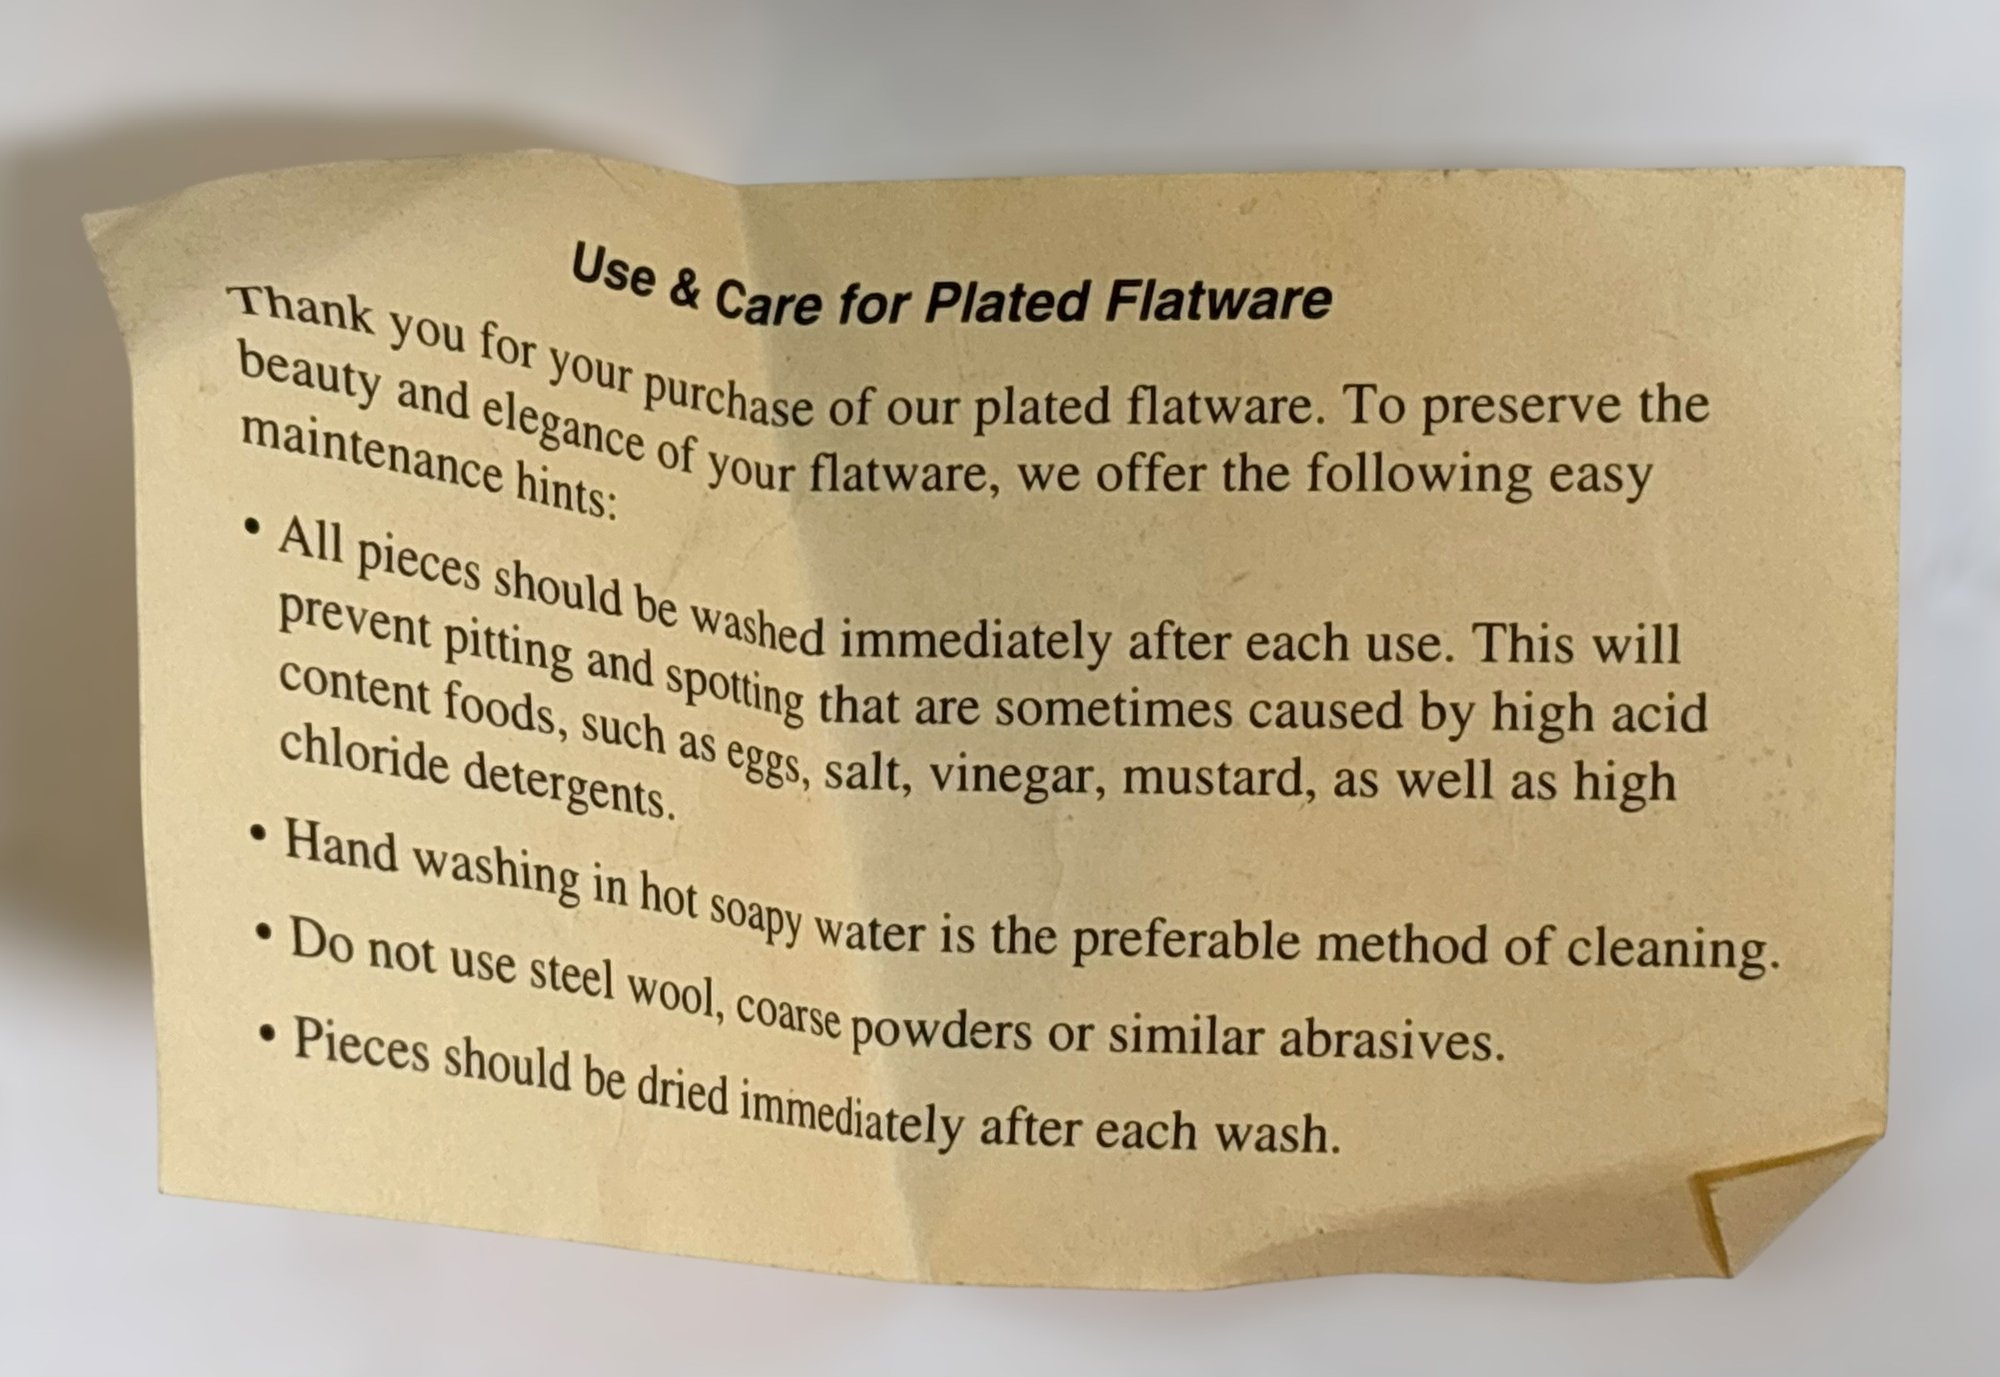 Use & Care for Plated Flatware
Thank you for your purchase of our plated flatware. To preserve the
beauty and elegance of your flatware, we offer the following easy
maintenance hints:
• All pieces should be washed immediately after each use. This will
prevent pitting and spotting that are sometimes caused by high acid
content foods, such as eggs, salt, vinegar, mustard, as well as high
chloride detergents.
• Hand washing in hot soapy water is the preferable method of cleaning.
• Do not use steel wool, coarse powders or similar abrasives.
• Pieces should be dried immediately after each wash.